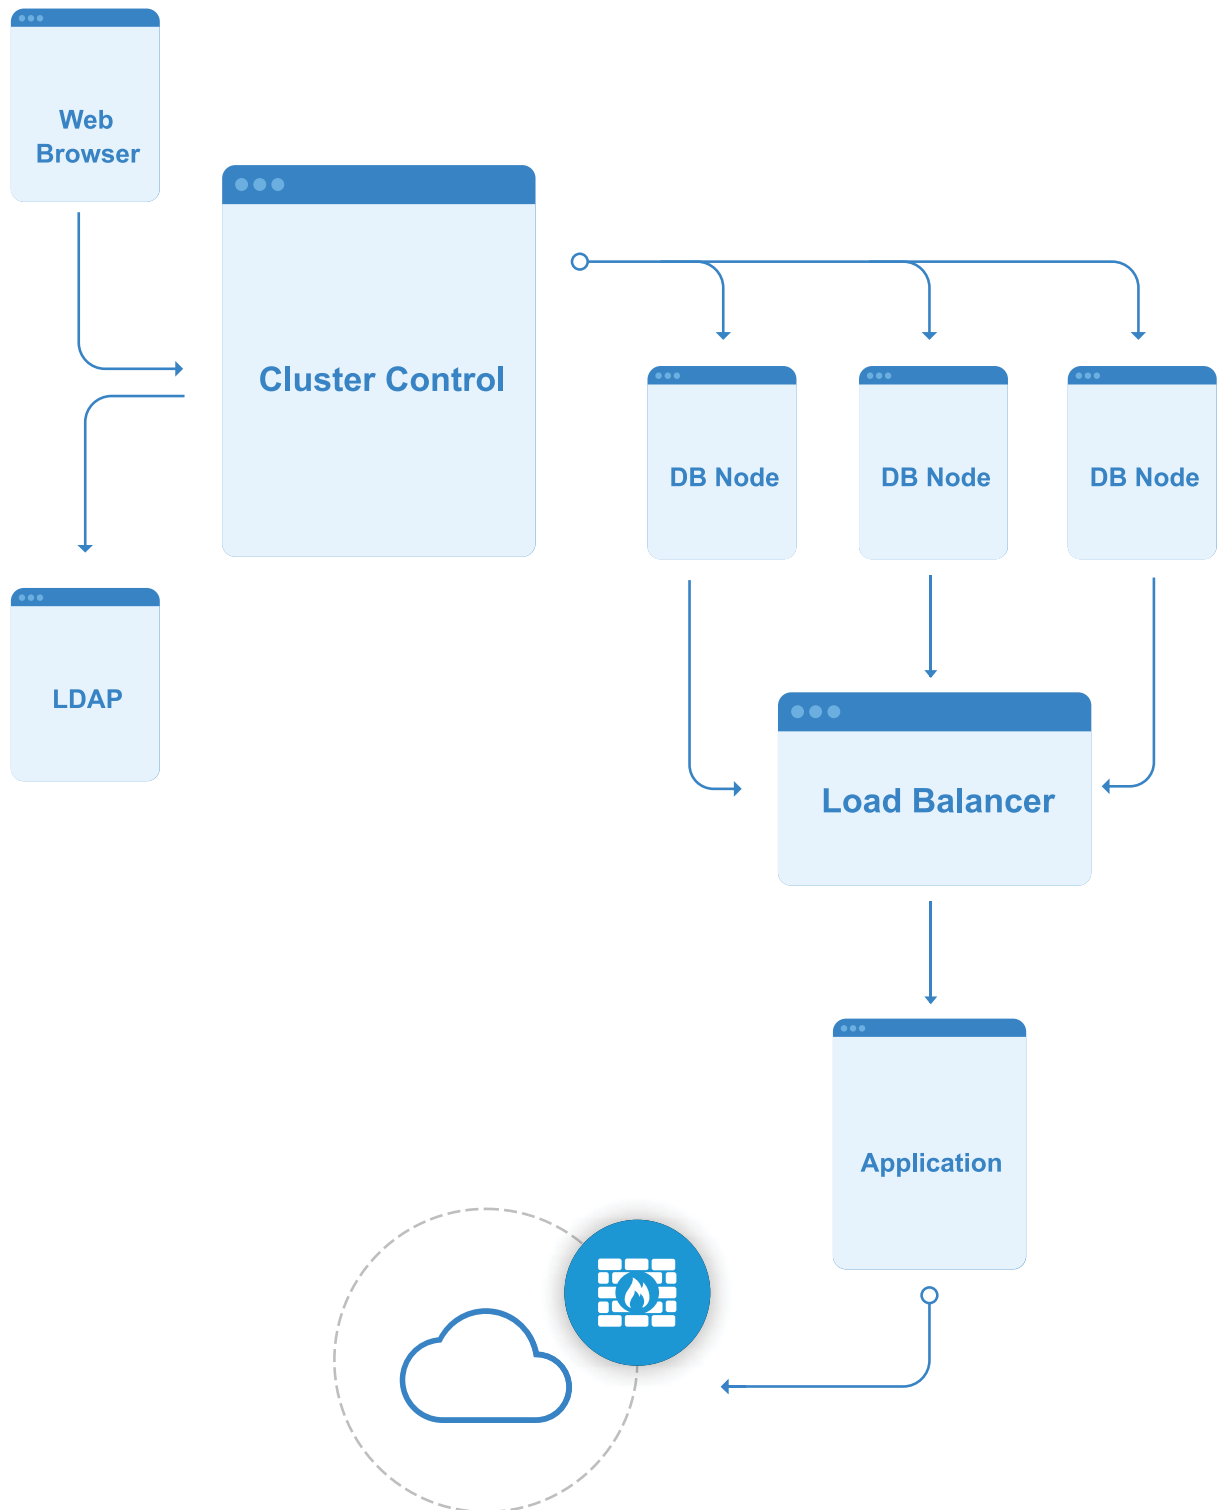 Web
Browser
Cluster Control
DB Node
DB Node
DB Node
LDAP
Load Balancer
Application